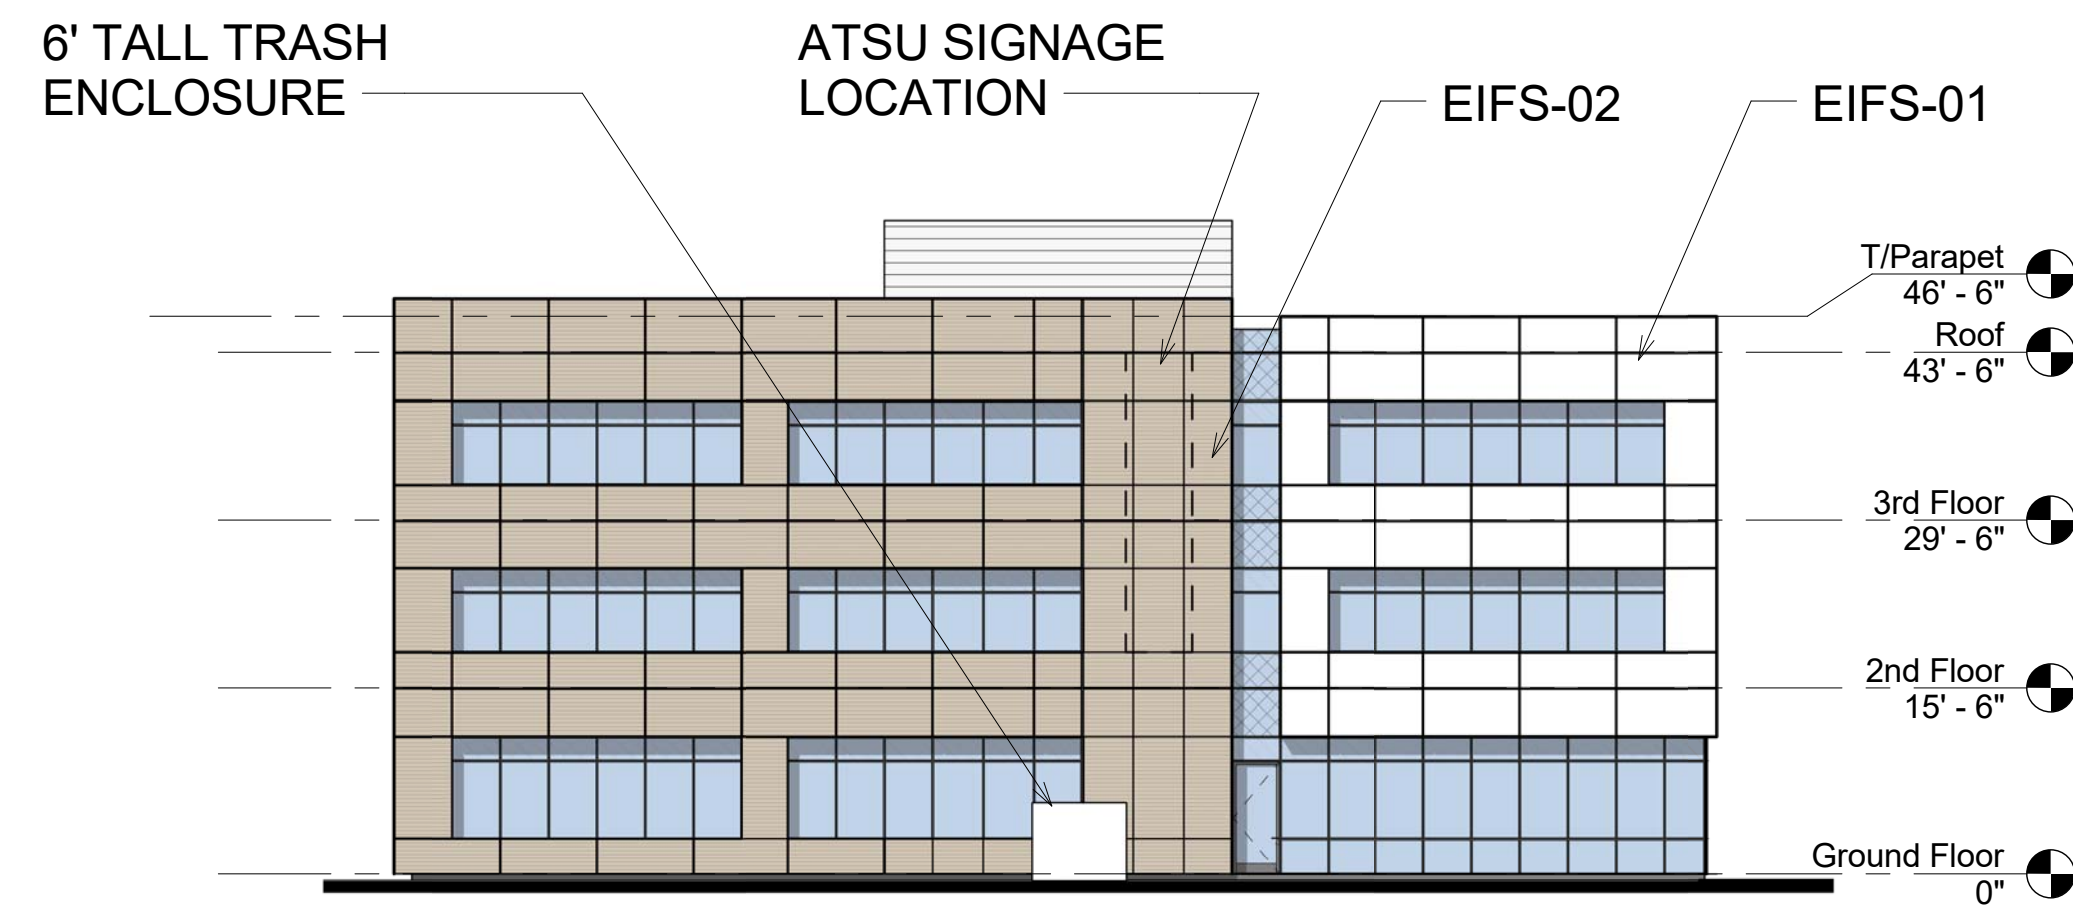 6' TALL TRASH
ENCLOSURE
ATSU SIGNAGE
LOCATION
EIFS-02
EIFS-01
T/Parapet
46' - 6"
Roof
43' - 6"
3rd Floor
29' - 6"
2nd Floor
15' - 6"
Ground Floor
0"